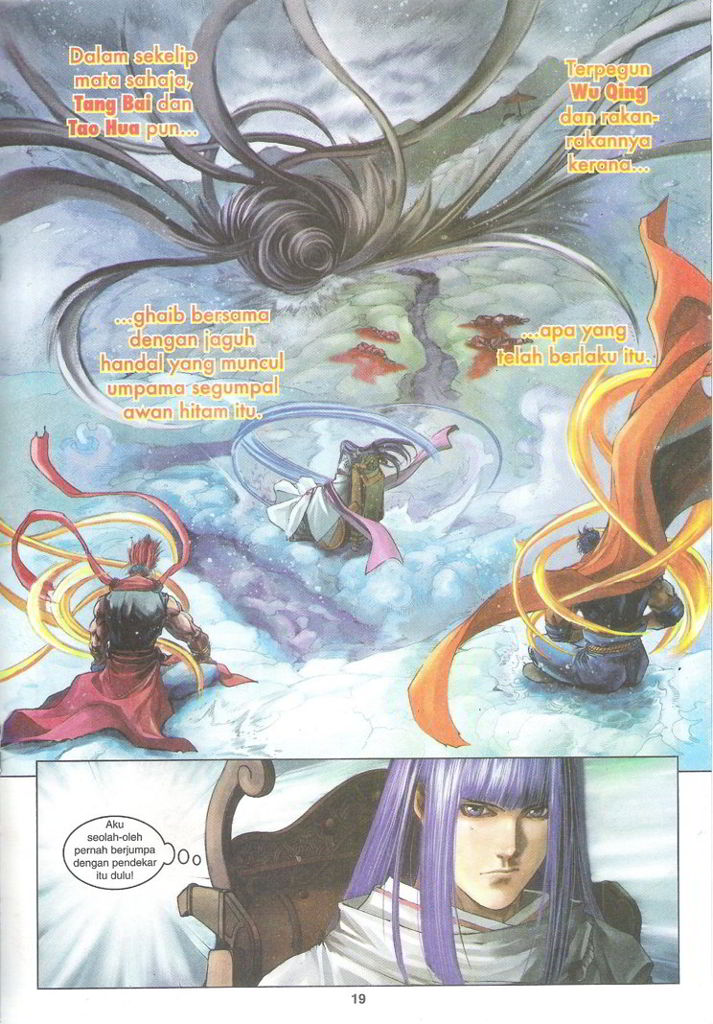 Dalam sekelip
mata sahaja,
Tang Bai dan
Tao Hua pun...
Terpegun
Wu Qing
dan rakan-
rakannya
kerana...
...ghaib bersama
dengan jaguh
handal yang muncul
umpama segumpal
awan hitam itu.
...apa yang
telah berlaku itu.
Aku
seolah-oleh
pernah berjumpa
dengan pendekar
itu dulu!
19